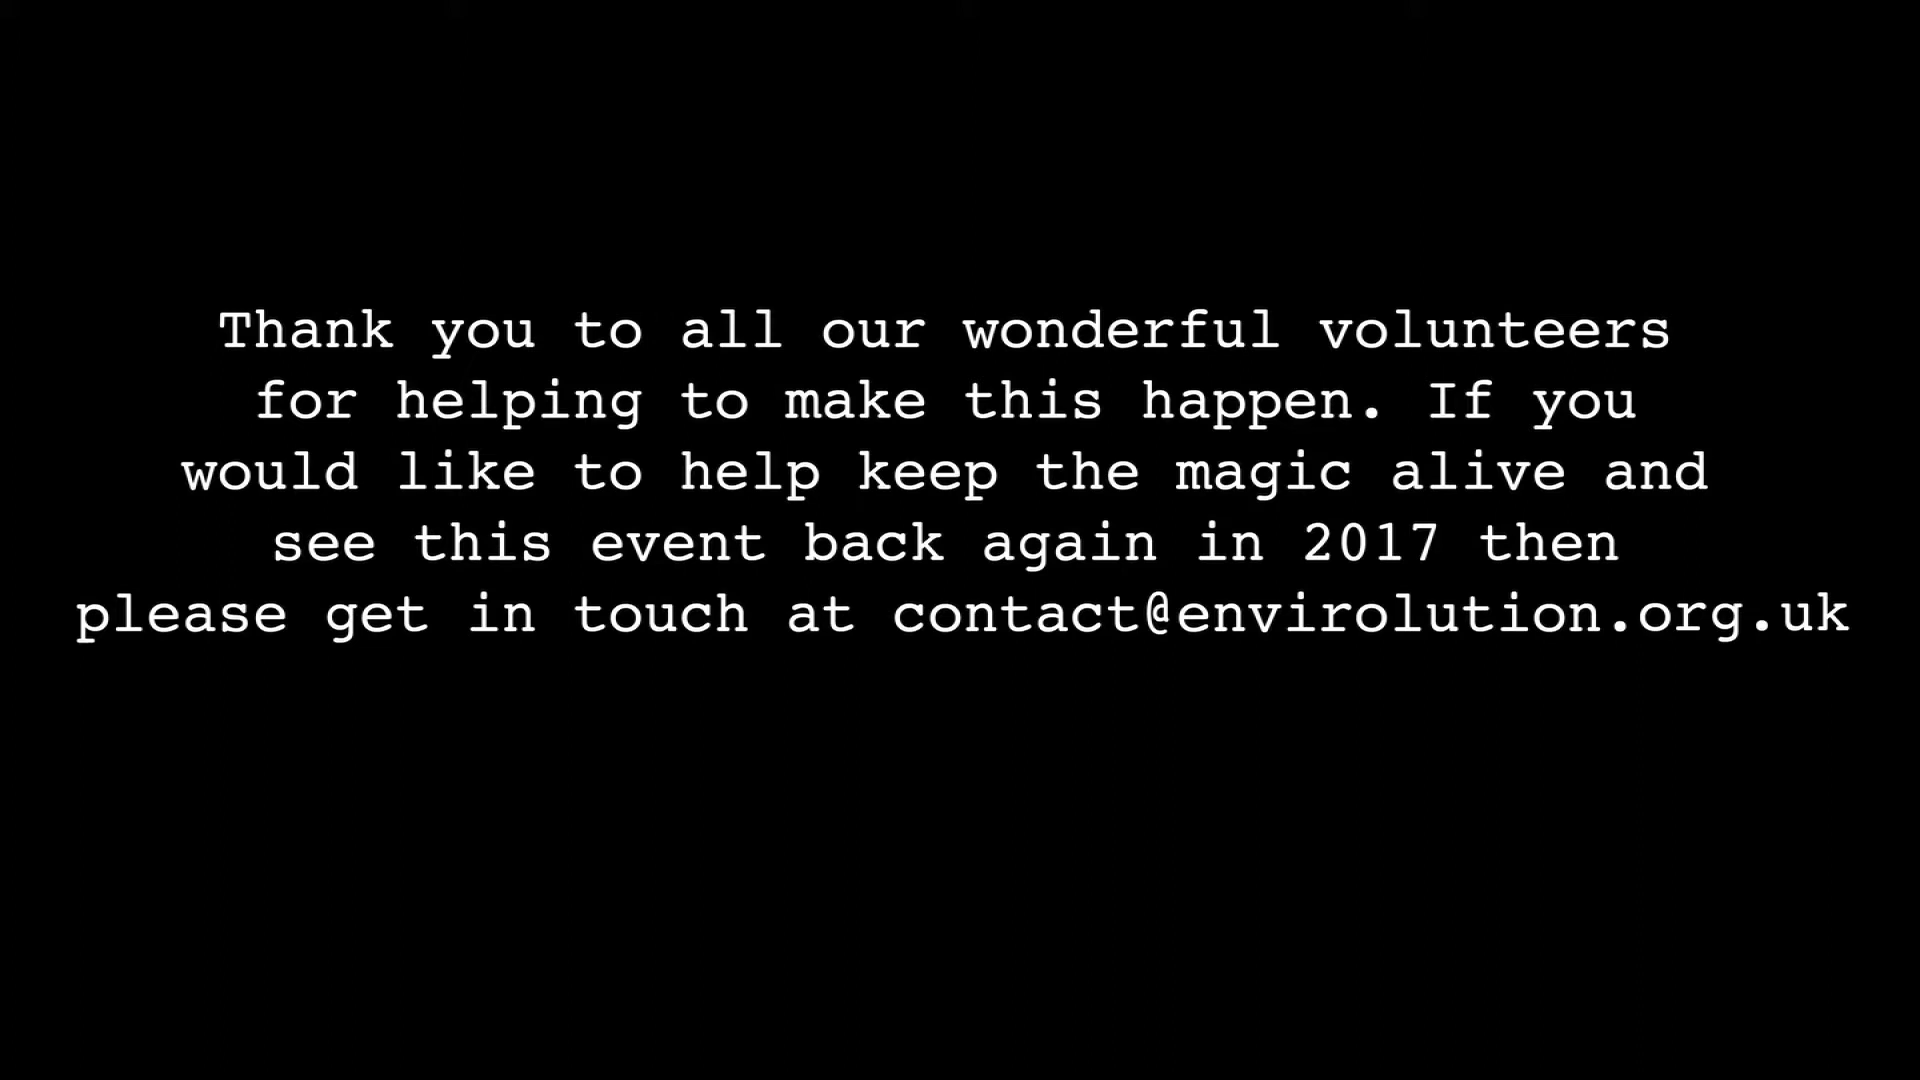 Thank you to all our wonderful volunteers
for helping to make this happen. If you
would like to help keep the magic alive and
see this event back again in 2017 then
please get in touch at contact@envirolution.org.uk